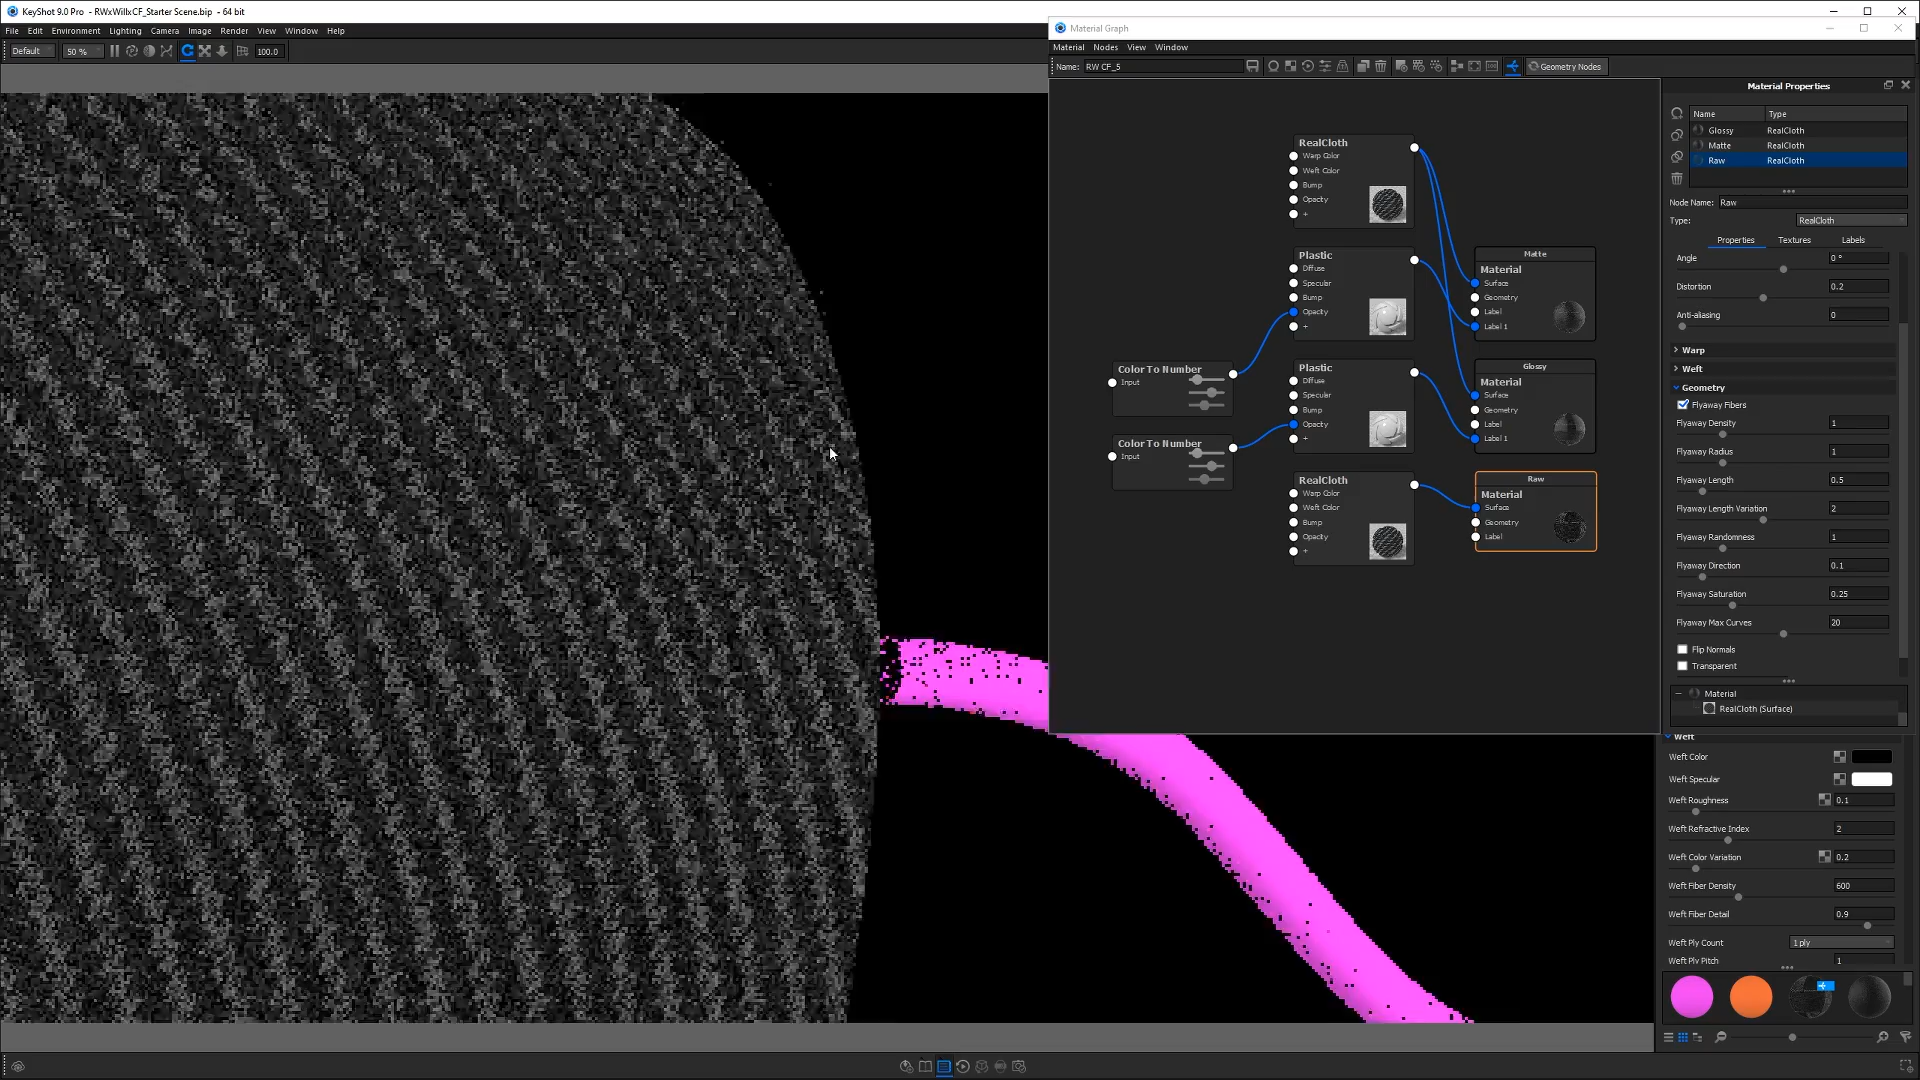 KeyShot 9.0 Pro - RWxWillxCF_Starter Scene.bip - 64 bit
File Edit Environment Lighting Camera Image Render View Window Help
Default 50 % 100.0
Material Graph
Material Nodes View Window
Name: RW CF_5 Geometry Nodes
RealCloth
Warp Color
Weft Color
Bump
Opacity
+
Plastic
Diffuse
Specular
Bump
Opacity
+
Color To Number
Input
Plastic
Diffuse
Specular
Bump
Opacity
+
Color To Number
Input
RealCloth
Warp Color
Weft Color
Bump
Opacity
+
Matte
Material
Surface
Geometry
Label
Label 1
Glossy
Material
Surface
Geometry
Label
Label 1
Raw
Material
Surface
Geometry
Label
Material Properties
Name Type
Glossy RealCloth
Matte RealCloth
Raw RealCloth
Node Name: Raw
Type: RealCloth
Properties Textures Labels
Angle 0 °
Distortion 0.2
Anti-aliasing 0
Warp
Weft
Geometry
Flyaway Fibers
Flyaway Density 1
Flyaway Radius 1
Flyaway Length 0.5
Flyaway Length Variation 2
Flyaway Randomness 1
Flyaway Direction 0.1
Flyaway Saturation 0.25
Flyaway Max Curves 20
Flip Normals
Transparent
Material
RealCloth (Surface)
Weft
Weft Color
Weft Specular
Weft Roughness 0.1
Weft Refractive Index 2
Weft Color Variation 0.2
Weft Fiber Density 600
Weft Fiber Detail 0.9
Weft Ply Count 1 ply
Weft Ply Pitch 1